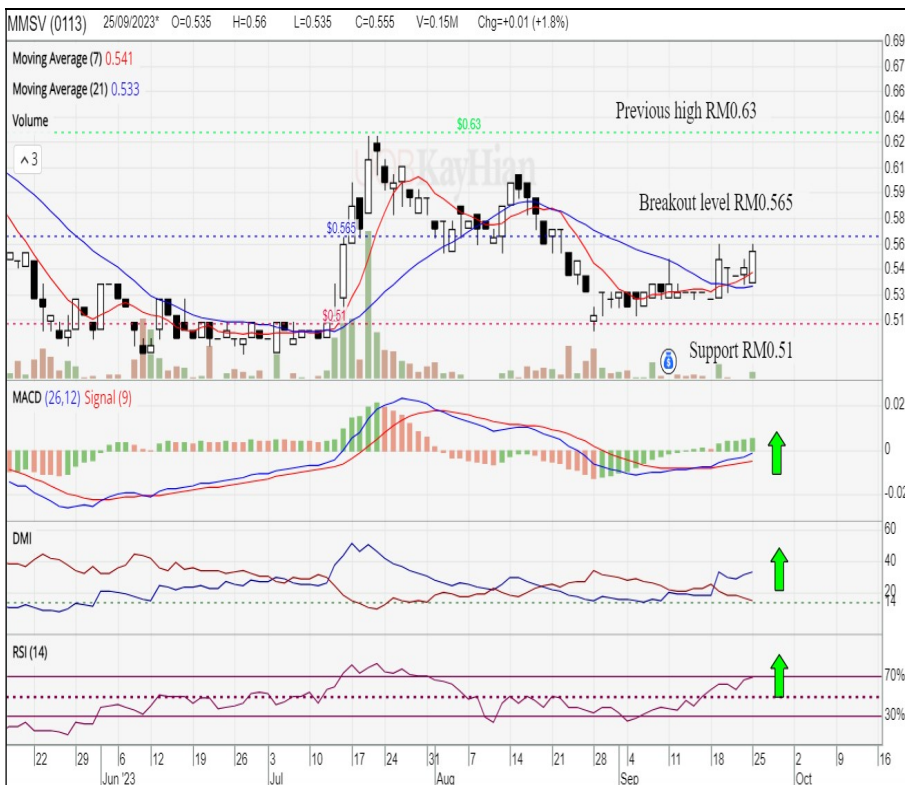 MMSV (0113) 25/09/2023* O=0.535 H=0.56 L=0.535 C=0.555 V=0.15M Chg=+0.01 (+1.8%)
0.69
Moving Average (7) 0.541
0.67
Moving Average (21) 0.533
0.66
Volume
Previous high RM0.63
0.64
$0.63
0.62
3
UOBKayHian
0.61
0.59
Breakout level RM0.565
0.58
$0.565
0.56
0.54
0.53
$0.51
0.51
Support RM0.51
MACD (26,12) Signal (9)
0.02
0
-0.02
DMI
60
40
20
14
RSI (14)
70%
30%
22 29 6 12 19 26 3 10 17 24 31 7 14 21 28 4 11 18 25 2 9 16
Jun '23 Jul Aug Sep Oct